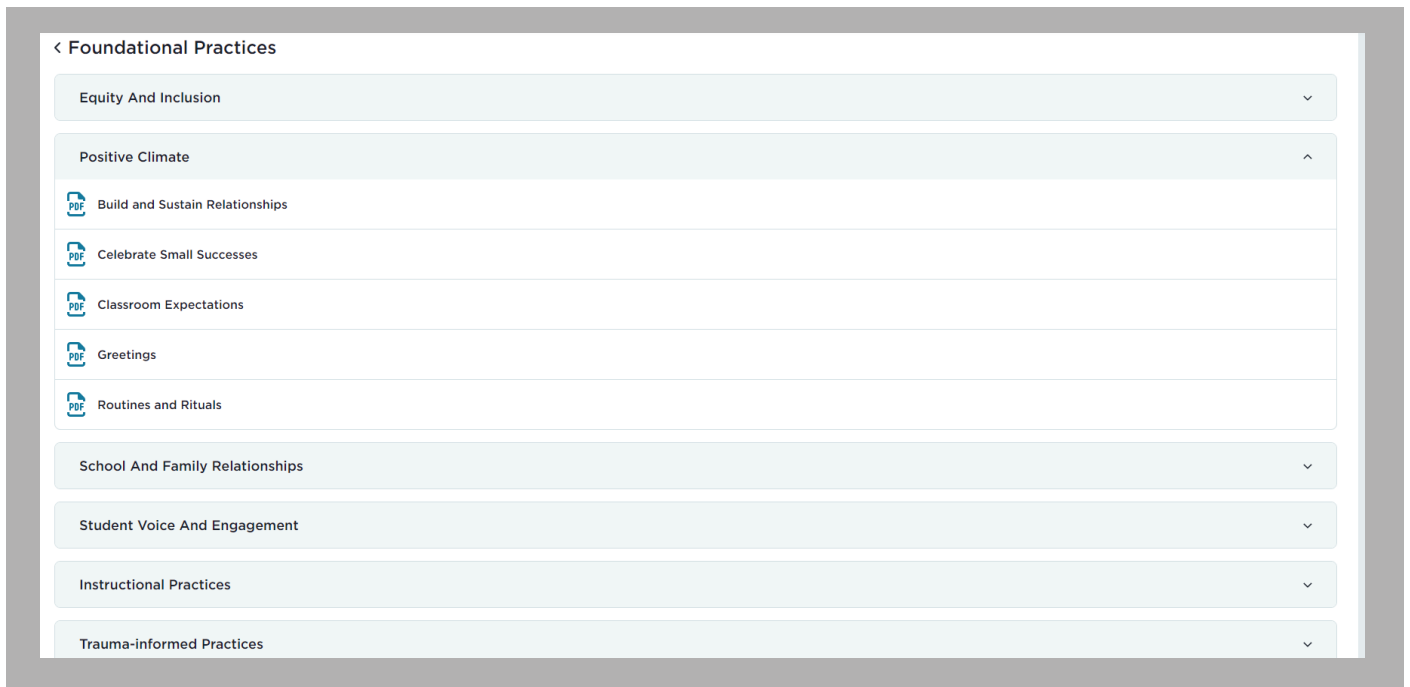 Foundational Practices
Equity And Inclusion
Positive Climate
PDF Build and Sustain Relationships
PDF Celebrate Small Successes
PDF Classroom Expectations
PDF Greetings
PDF Routines and Rituals
School And Family Relationships
Student Voice And Engagement
Instructional Practices
Trauma-informed Practices